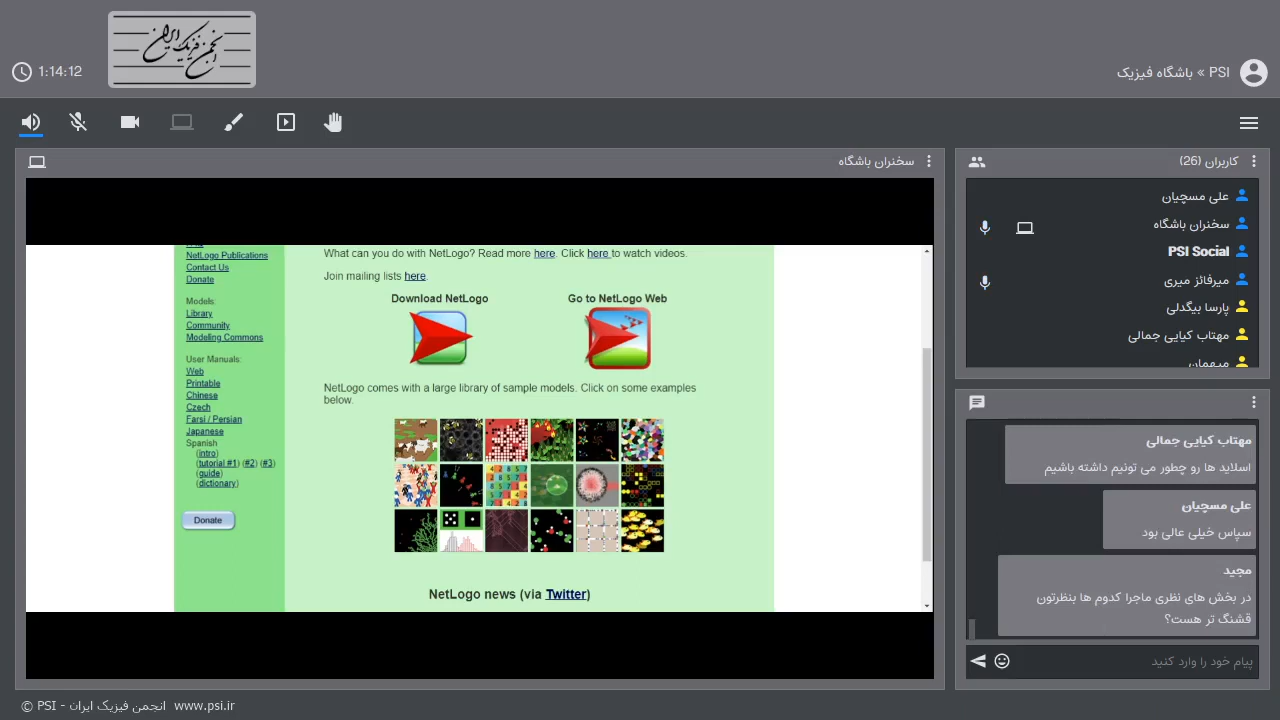 انجمن فیزیک ایران
1:14:12
PSI » باشگاه فیزیک
سخنران باشگاه
NetLogo Publications
Contact Us
Donate
Models:
Library
Community
Modeling Commons
User Manuals:
Web
Printable
Chinese
Czech
Farsi / Persian
Japanese
Spanish
(intro)
(tutorial #1) (#2) (#3)
(guide)
(dictionary)
Donate
What can you do with NetLogo? Read more here. Click here to watch videos.
Join mailing lists here.
Download NetLogo
Go to NetLogo Web
NetLogo comes with a large library of sample models. Click on some examples
below.
NetLogo news (via Twitter)
کاربران (26)
علی مسچیان
سخنران باشگاه
PSI Social
میرفائز میری
پارسا بیگدلی
مهتاب کیایی جمالی
میهمان
مهتاب کیایی جمالی
اسلاید ها رو چطور می تونیم داشته باشیم
علی مسچیان
سپاس خیلی عالی بود
مجید
در بخش های نظری ماجرا کدوم ها بنظرتون
قشنگ تر هست؟
پیام خود را وارد کنید
© PSI - انجمن فیزیک ایران www.psi.ir